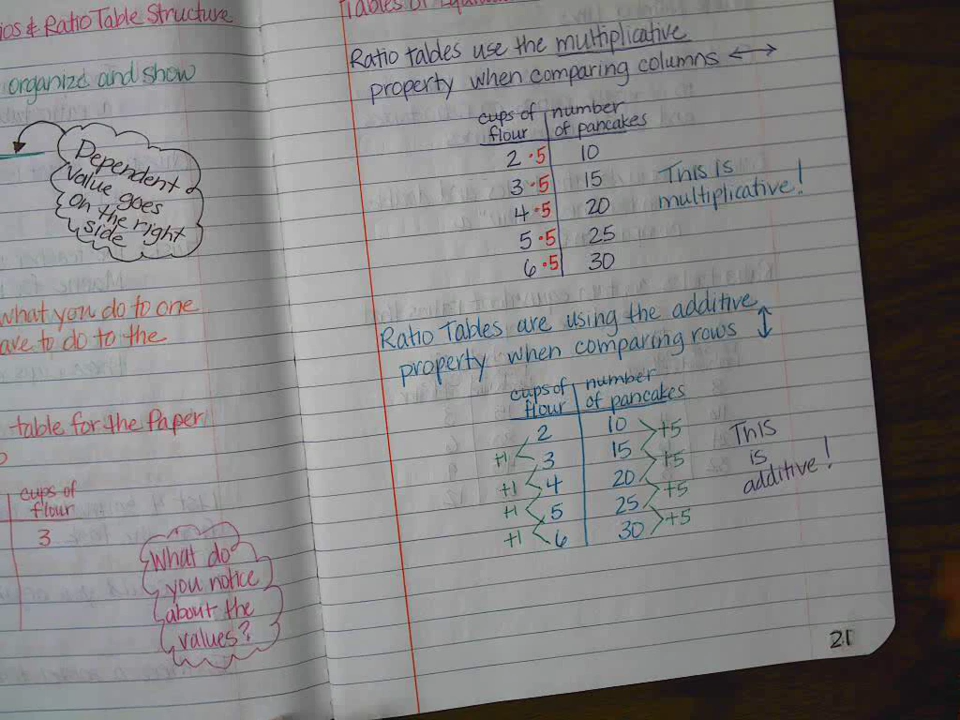 ios & Ratio Table Structure
organize and show
Dependent
value goes
on the right
side
what you do to one
are to do to the
table for the Paper
cups of
flour
3
What do
you notice
about the
values?
Tables or
Ratio tables use the multiplicative
property when comparing columns ↔
cups of flour | number of pancakes
2 ·5 | 10
3 ·5 | 15
4 ·5 | 20
5 ·5 | 25
6 ·5 | 30
This is
multiplicative!
Ratio Tables are using the additive
property when comparing rows ↕
cups of flour | number of pancakes
2 | 10
+1 3 | 15 +5
+1 4 | 20 +5
+1 5 | 25 +5
+1 6 | 30 +5
This
is
additive!
21